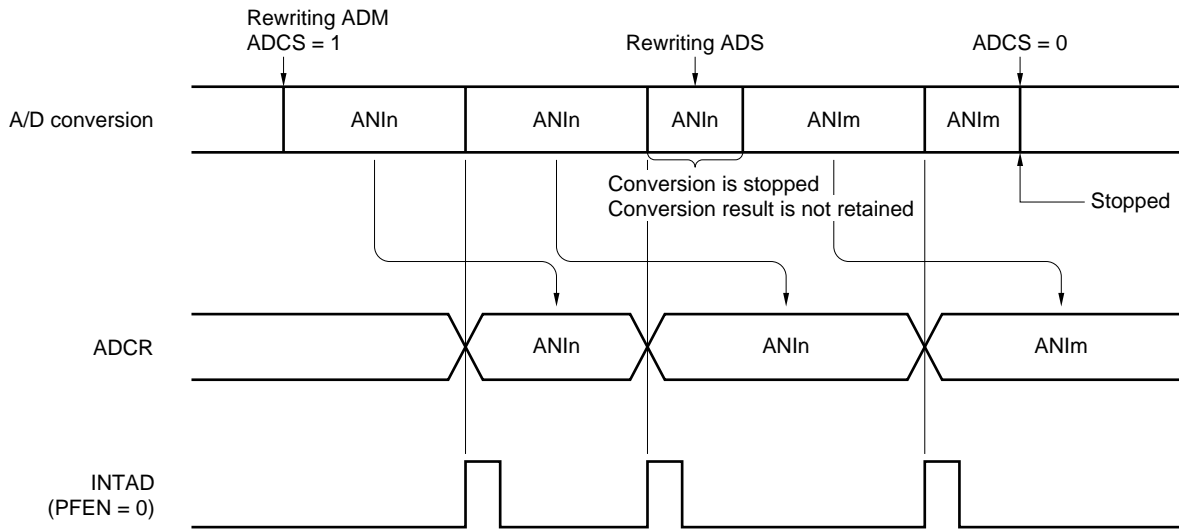 Rewriting ADM
ADCS = 1
Rewriting ADS
ADCS = 0
A/D conversion
ANIn
ANIn
ANIn
ANIm
ANIm
Conversion is stopped
Conversion result is not retained
Stopped
ADCR
ANIn
ANIn
ANIm
INTAD
(PFEN = 0)